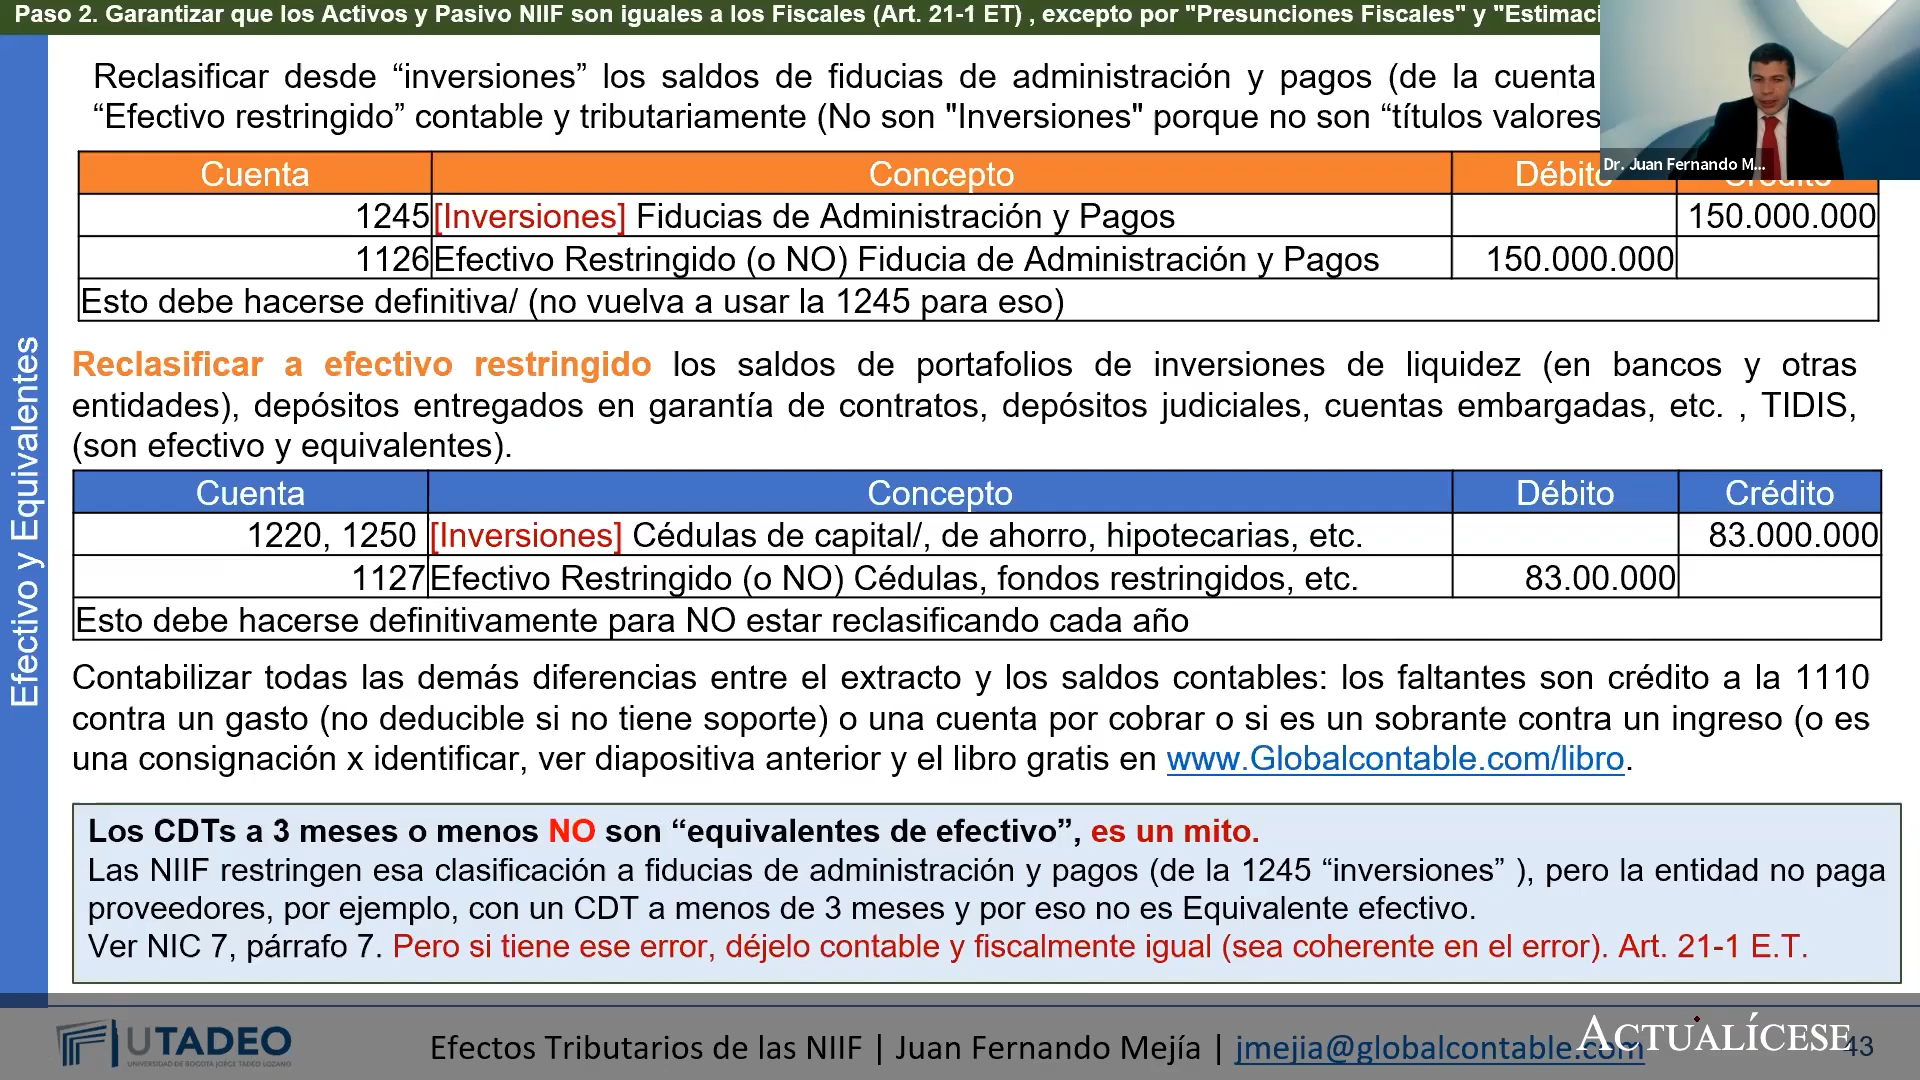 Paso 2. Garantizar que los Activos y Pasivo NIIF son iguales a los Fiscales (Art. 21-1 ET) , excepto por "Presunciones Fiscales" y "Estimaci
Reclasificar desde “inversiones” los saldos de fiducias de administración y pagos (de la cuenta
“Efectivo restringido” contable y tributariamente (No son "Inversiones" porque no son “títulos valores
Dr. Juan Fernando M...
Cuenta Concepto Débito Crédito
1245 [Inversiones] Fiducias de Administración y Pagos 150.000.000
1126 Efectivo Restringido (o NO) Fiducia de Administración y Pagos 150.000.000
Esto debe hacerse definitiva/ (no vuelva a usar la 1245 para eso)
Efectivo y Equivalentes
Reclasificar a efectivo restringido los saldos de portafolios de inversiones de liquidez (en bancos y otras
entidades), depósitos entregados en garantía de contratos, depósitos judiciales, cuentas embargadas, etc. , TIDIS,
(son efectivo y equivalentes).
Cuenta Concepto Débito Crédito
1220, 1250 [Inversiones] Cédulas de capital/, de ahorro, hipotecarias, etc. 83.000.000
1127 Efectivo Restringido (o NO) Cédulas, fondos restringidos, etc. 83.00.000
Esto debe hacerse definitivamente para NO estar reclasificando cada año
Contabilizar todas las demás diferencias entre el extracto y los saldos contables: los faltantes son crédito a la 1110
contra un gasto (no deducible si no tiene soporte) o una cuenta por cobrar o si es un sobrante contra un ingreso (o es
una consignación x identificar, ver diapositiva anterior y el libro gratis en www.Globalcontable.com/libro.
Los CDTs a 3 meses o menos NO son “equivalentes de efectivo”, es un mito.
Las NIIF restringen esa clasificación a fiducias de administración y pagos (de la 1245 “inversiones” ), pero la entidad no paga
proveedores, por ejemplo, con un CDT a menos de 3 meses y por eso no es Equivalente efectivo.
Ver NIC 7, párrafo 7. Pero si tiene ese error, déjelo contable y fiscalmente igual (sea coherente en el error). Art. 21-1 E.T.
UTADEO
UNIVERSIDAD DE BOGOTÁ JORGE TADEO LOZANO
Efectos Tributarios de las NIIF | Juan Fernando Mejía | jmejia@globalcontable.com
ACTUALÍCESE
43